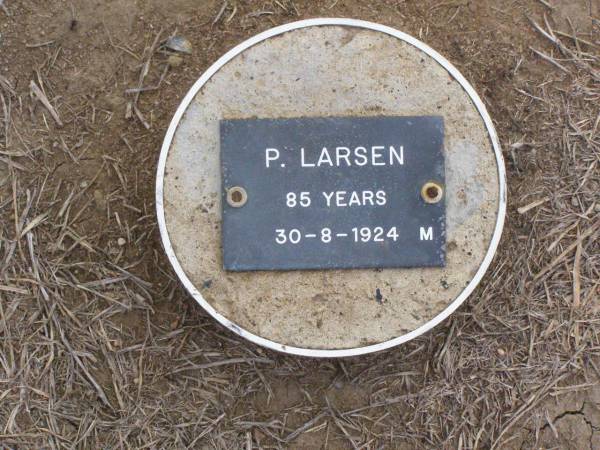 P. LARSEN
85 YEARS
30-8-1924 M